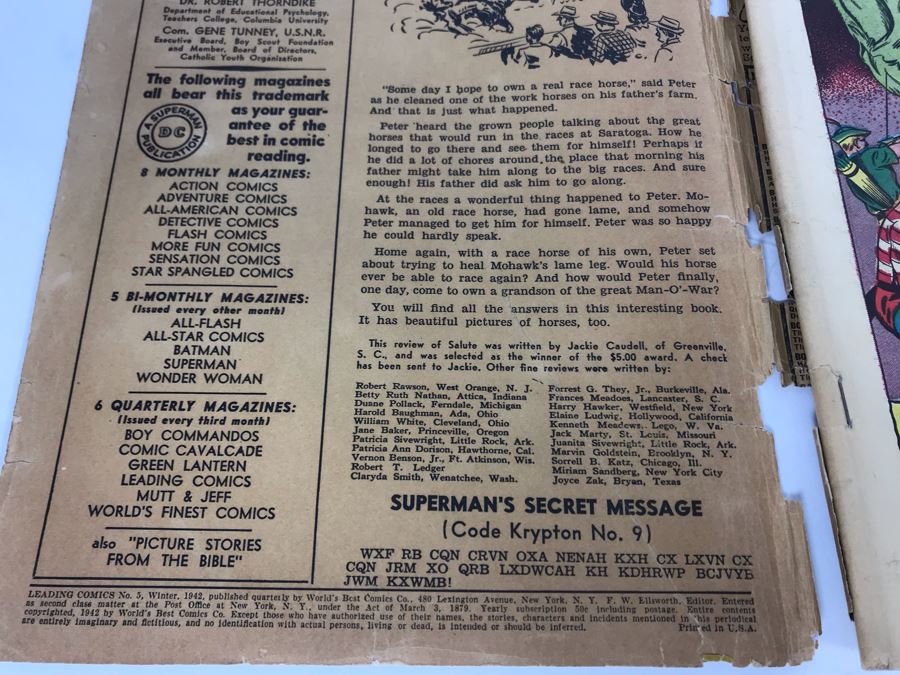 DR. ROBERT THORNDIKE
Department of Educational Psychology,
Teachers College, Columbia University
Com. GENE TUNNEY, U.S.N.R.
Executive Board, Boy Scout Foundation
and Member, Board of Directors,
Catholic Youth Organization
The following magazines
all bear this trademark
as your guar-
antee of the
best in comic
reading.
A SUPERMAN
DC
PUBLICATION
8 MONTHLY MAGAZINES:
ACTION COMICS
ADVENTURE COMICS
ALL-AMERICAN COMICS
DETECTIVE COMICS
FLASH COMICS
MORE FUN COMICS
SENSATION COMICS
STAR SPANGLED COMICS
5 BI-MONTHLY MAGAZINES:
(Issued every other month)
ALL-FLASH
ALL-STAR COMICS
BATMAN
SUPERMAN
WONDER WOMAN
6 QUARTERLY MAGAZINES:
(Issued every third month)
BOY COMMANDOS
COMIC CAVALCADE
GREEN LANTERN
LEADING COMICS
MUTT & JEFF
WORLD'S FINEST COMICS
also "PICTURE STORIES
FROM THE BIBLE"
"Some day I hope to own a real race horse," said Peter
as he cleaned one of the work horses on his father's farm.
And that is just what happened.
Peter heard the grown people talking about the great
horses that would run in the races at Saratoga. How he
longed to go there and see them for himself! Perhaps if
he did a lot of chores around the place that morning his
father might take him along to the big races. And sure
enough! His father did ask him to go along.
At the races a wonderful thing happened to Peter. Mo-
hawk, an old race horse, had gone lame, and somehow
Peter managed to get him for himself. Peter was so happy
he could hardly speak.
Home again, with a race horse of his own, Peter set
about trying to heal Mohawk's lame leg. Would his horse
ever be able to race again? And how would Peter finally,
one day, come to own a grandson of the great Man-O'-War?
You will find all the answers in this interesting book.
It has beautiful pictures of horses, too.
This review of Salute was written by Jackie Caudell, of Greenville,
S. C., and was selected as the winner of the $5.00 award. A check
has been sent to Jackie. Other fine reviews were written by:
Robert Rawson, West Orange, N. J.
Betty Ruth Nathan, Attica, Indiana
Duane Pollack, Ferndale, Michigan
Harold Baughman, Ada, Ohio
William White, Cleveland, Ohio
Jane Baker, Princeville, Oregon
Patricia Sivewright, Little Rock, Ark.
Patricia Ann Dorison, Hawthorne, Cal.
Vernon Benson, Jr., Ft. Atkinson, Wis.
Robert T. Ledger
Claryda Smith, Wenatchee, Wash.
Forrest G. They, Jr., Burkeville, Ala.
Frances Meadows, Lancaster, S. C.
Harry Hawker, Westfield, New York
Elaine Ludwig, Hollywood, California
Kenneth Meadows, Lego, W. Va.
Jack Marty, St. Louis, Missouri
Juanita Sivewright, Little Rock, Ark.
Marvin Goldstein, Brooklyn, N. Y.
Sorrell B. Katz, Chicago, Ill.
Miriam Sandberg, New York City
Joyce Zak, Bryan, Texas
SUPERMAN'S SECRET MESSAGE
(Code Krypton No. 9)
WXF RB CQN CRVN OXA NENAH KXH CX LXVN CX
CQN JRM XO QRB LXDWCAH KH KDHRWP BCJVYB
JWM KXWMB!
LEADING COMICS No. 5, Winter, 1942, published quarterly by World's Best Comics Co., 480 Lexington Avenue, New York, N. Y. F. W. Ellsworth, Editor. Entered
as second class matter at the Post Office at New York, N. Y., under the Act of March 3, 1879. Yearly subscription 50c including postage. Entire contents
copyrighted, 1942 by World's Best Comics Co. Except those who have authorized use of their names, the stories, characters and incidents mentioned in this periodical
are entirely imaginary and fictitious, and no identification with actual persons, living or dead, is intended or should be inferred.
Printed in U.S.A.